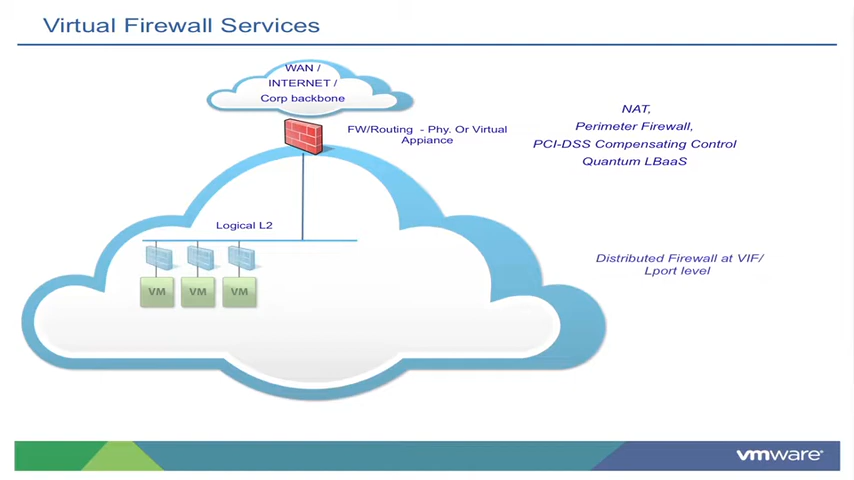 Virtual Firewall Services
WAN /
INTERNET /
Corp backbone
FW/Routing - Phy. Or Virtual
Appiance
NAT,
Perimeter Firewall,
PCI-DSS Compensating Control
Quantum LBaaS
Logical L2
Distributed Firewall at VIF/
Lport level
VM
VM
VM
vmware®